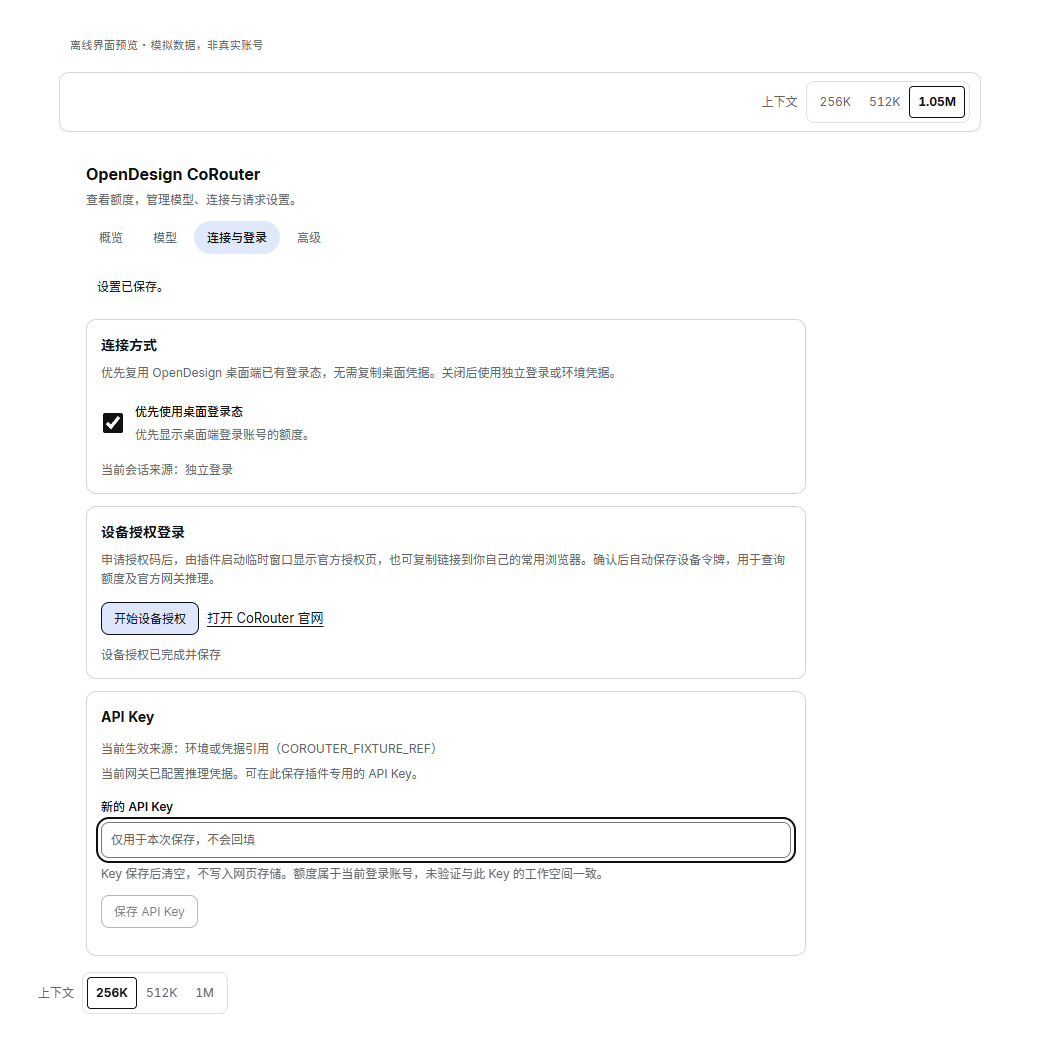 离线界面预览・模拟数据，非真实账号
上下文 256K 512K 1.05M
OpenDesign CoRouter
查看额度，管理模型、连接与请求设置。
概览 模型 连接与登录 高级
设置已保存。
连接方式
优先复用 OpenDesign 桌面端已有登录态，无需复制桌面凭据。关闭后使用独立登录或环境凭据。
优先使用桌面登录态
优先显示桌面端登录账号的额度。
当前会话来源：独立登录
设备授权登录
申请授权码后，由插件启动临时窗口显示官方授权页，也可复制链接到你自己的常用浏览器。确认后自动保存设备令牌，用于查询
额度及官方网关推理。
开始设备授权 打开 CoRouter 官网
设备授权已完成并保存
API Key
当前生效来源：环境或凭据引用（COROUTER_FIXTURE_REF）
当前网关已配置推理凭据。可在此保存插件专用的 API Key。
新的 API Key
仅用于本次保存，不会回填
Key 保存后清空，不写入网页存储。额度属于当前登录账号，未验证与此 Key 的工作空间一致。
保存 API Key
上下文 256K 512K 1M